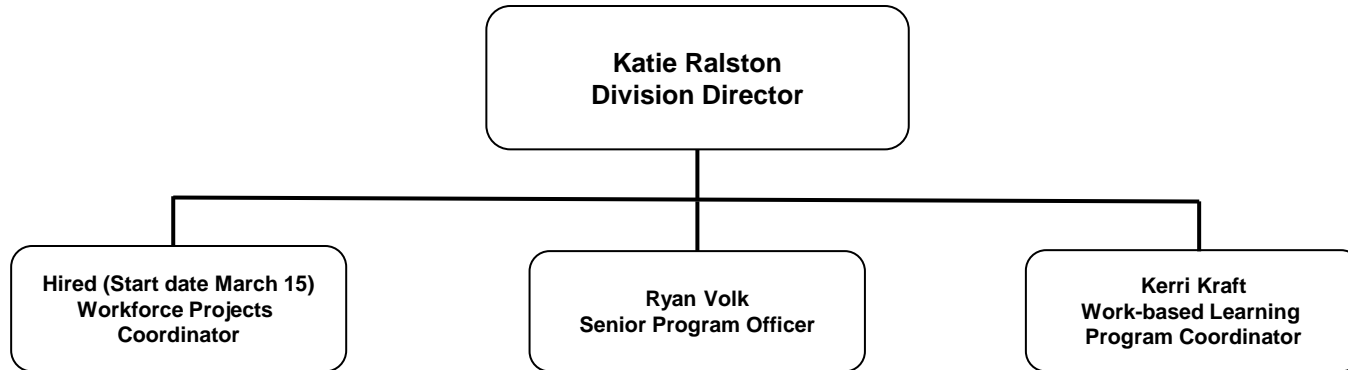 Katie Ralston
Division Director
Hired (Start date March 15)
Workforce Projects
Coordinator
Ryan Volk
Senior Program Officer
Kerri Kraft
Work-based Learning
Program Coordinator